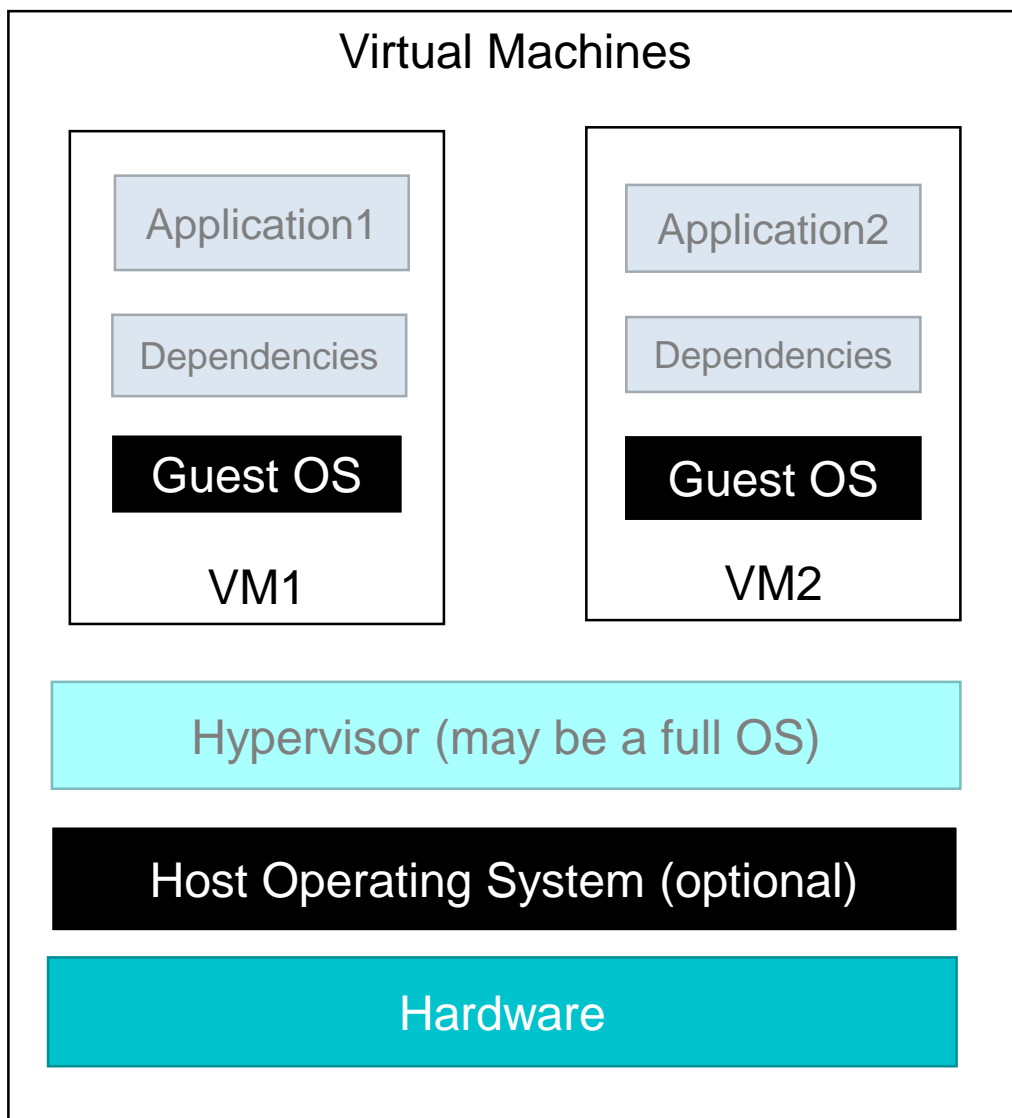 Virtual Machines
Application1
Dependencies
Guest OS
VM1
Application2
Dependencies
Guest OS
VM2
Hypervisor (may be a full OS)
Host Operating System (optional)
Hardware